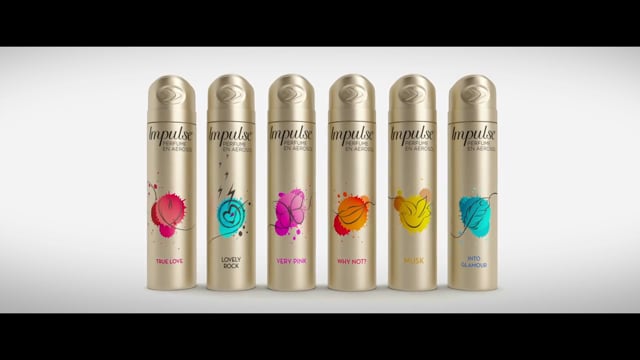 Impulse
PERFUME
EN AEROSOL
TRUE LOVE
Impulse
PERFUME
EN AEROSOL
LOVELY
ROCK
Impulse
PERFUME
EN AEROSOL
VERY PINK
Impulse
PERFUME
EN AEROSOL
WHY NOT?
Impulse
PERFUME
EN AEROSOL
MUSK
Impulse
PERFUME
EN AEROSOL
INTO
GLAMOUR